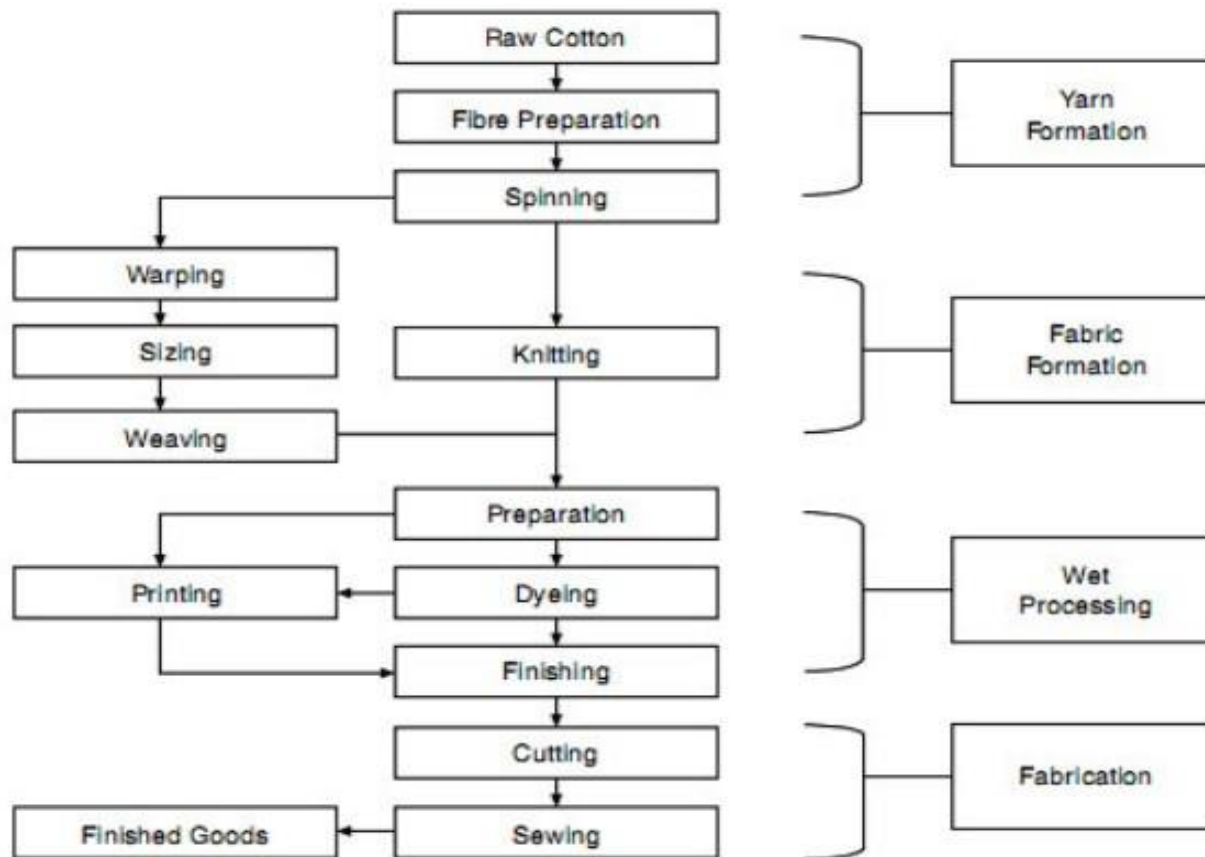 Raw Cotton
Yarn
Formation
Fibre Preparation
Spinning
Warping
Sizing
Knitting
Fabric
Formation
Weaving
Preparation
Printing
Dyeing
Wet
Processing
Finishing
Cutting
Fabrication
Finished Goods
Sewing